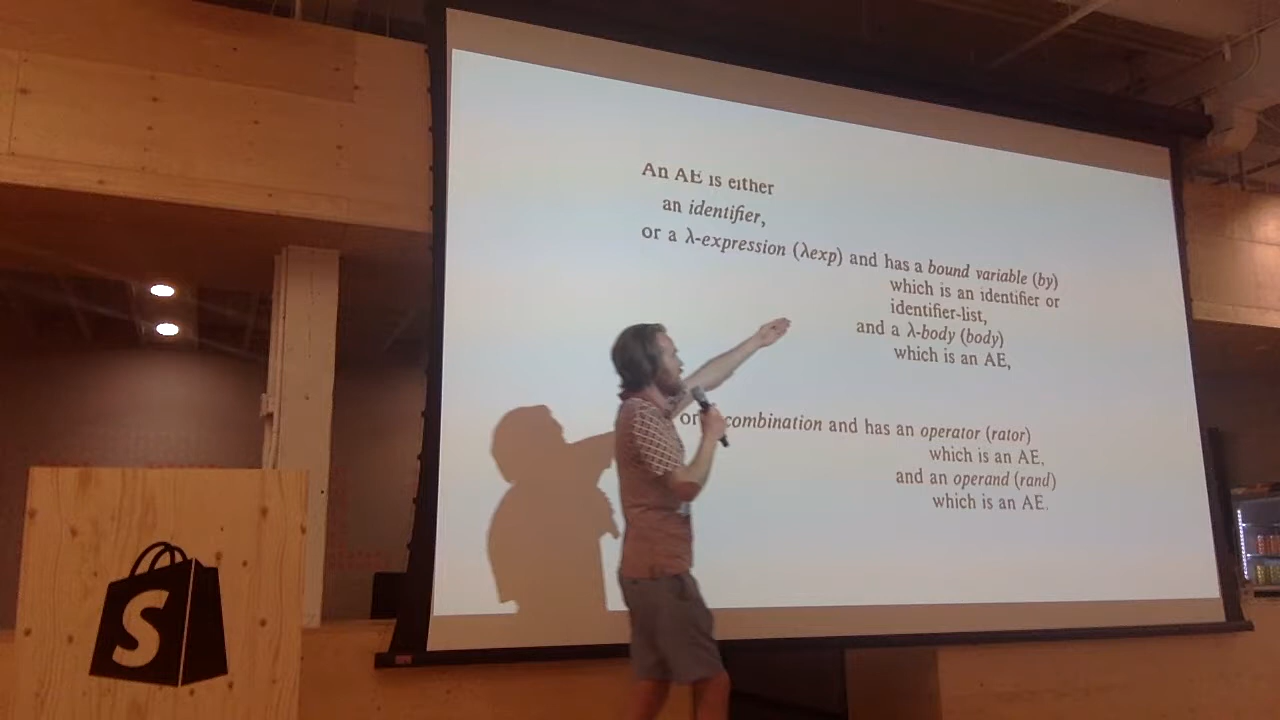 An AE is either
an identifier,
or a λ-expression (λexp) and has a bound variable (by)
which is an identifier or
identifier-list,
and a λ-body (body)
which is an AE,
or combination and has an operator (rator)
which is an AE,
and an operand (rand)
which is an AE.
S